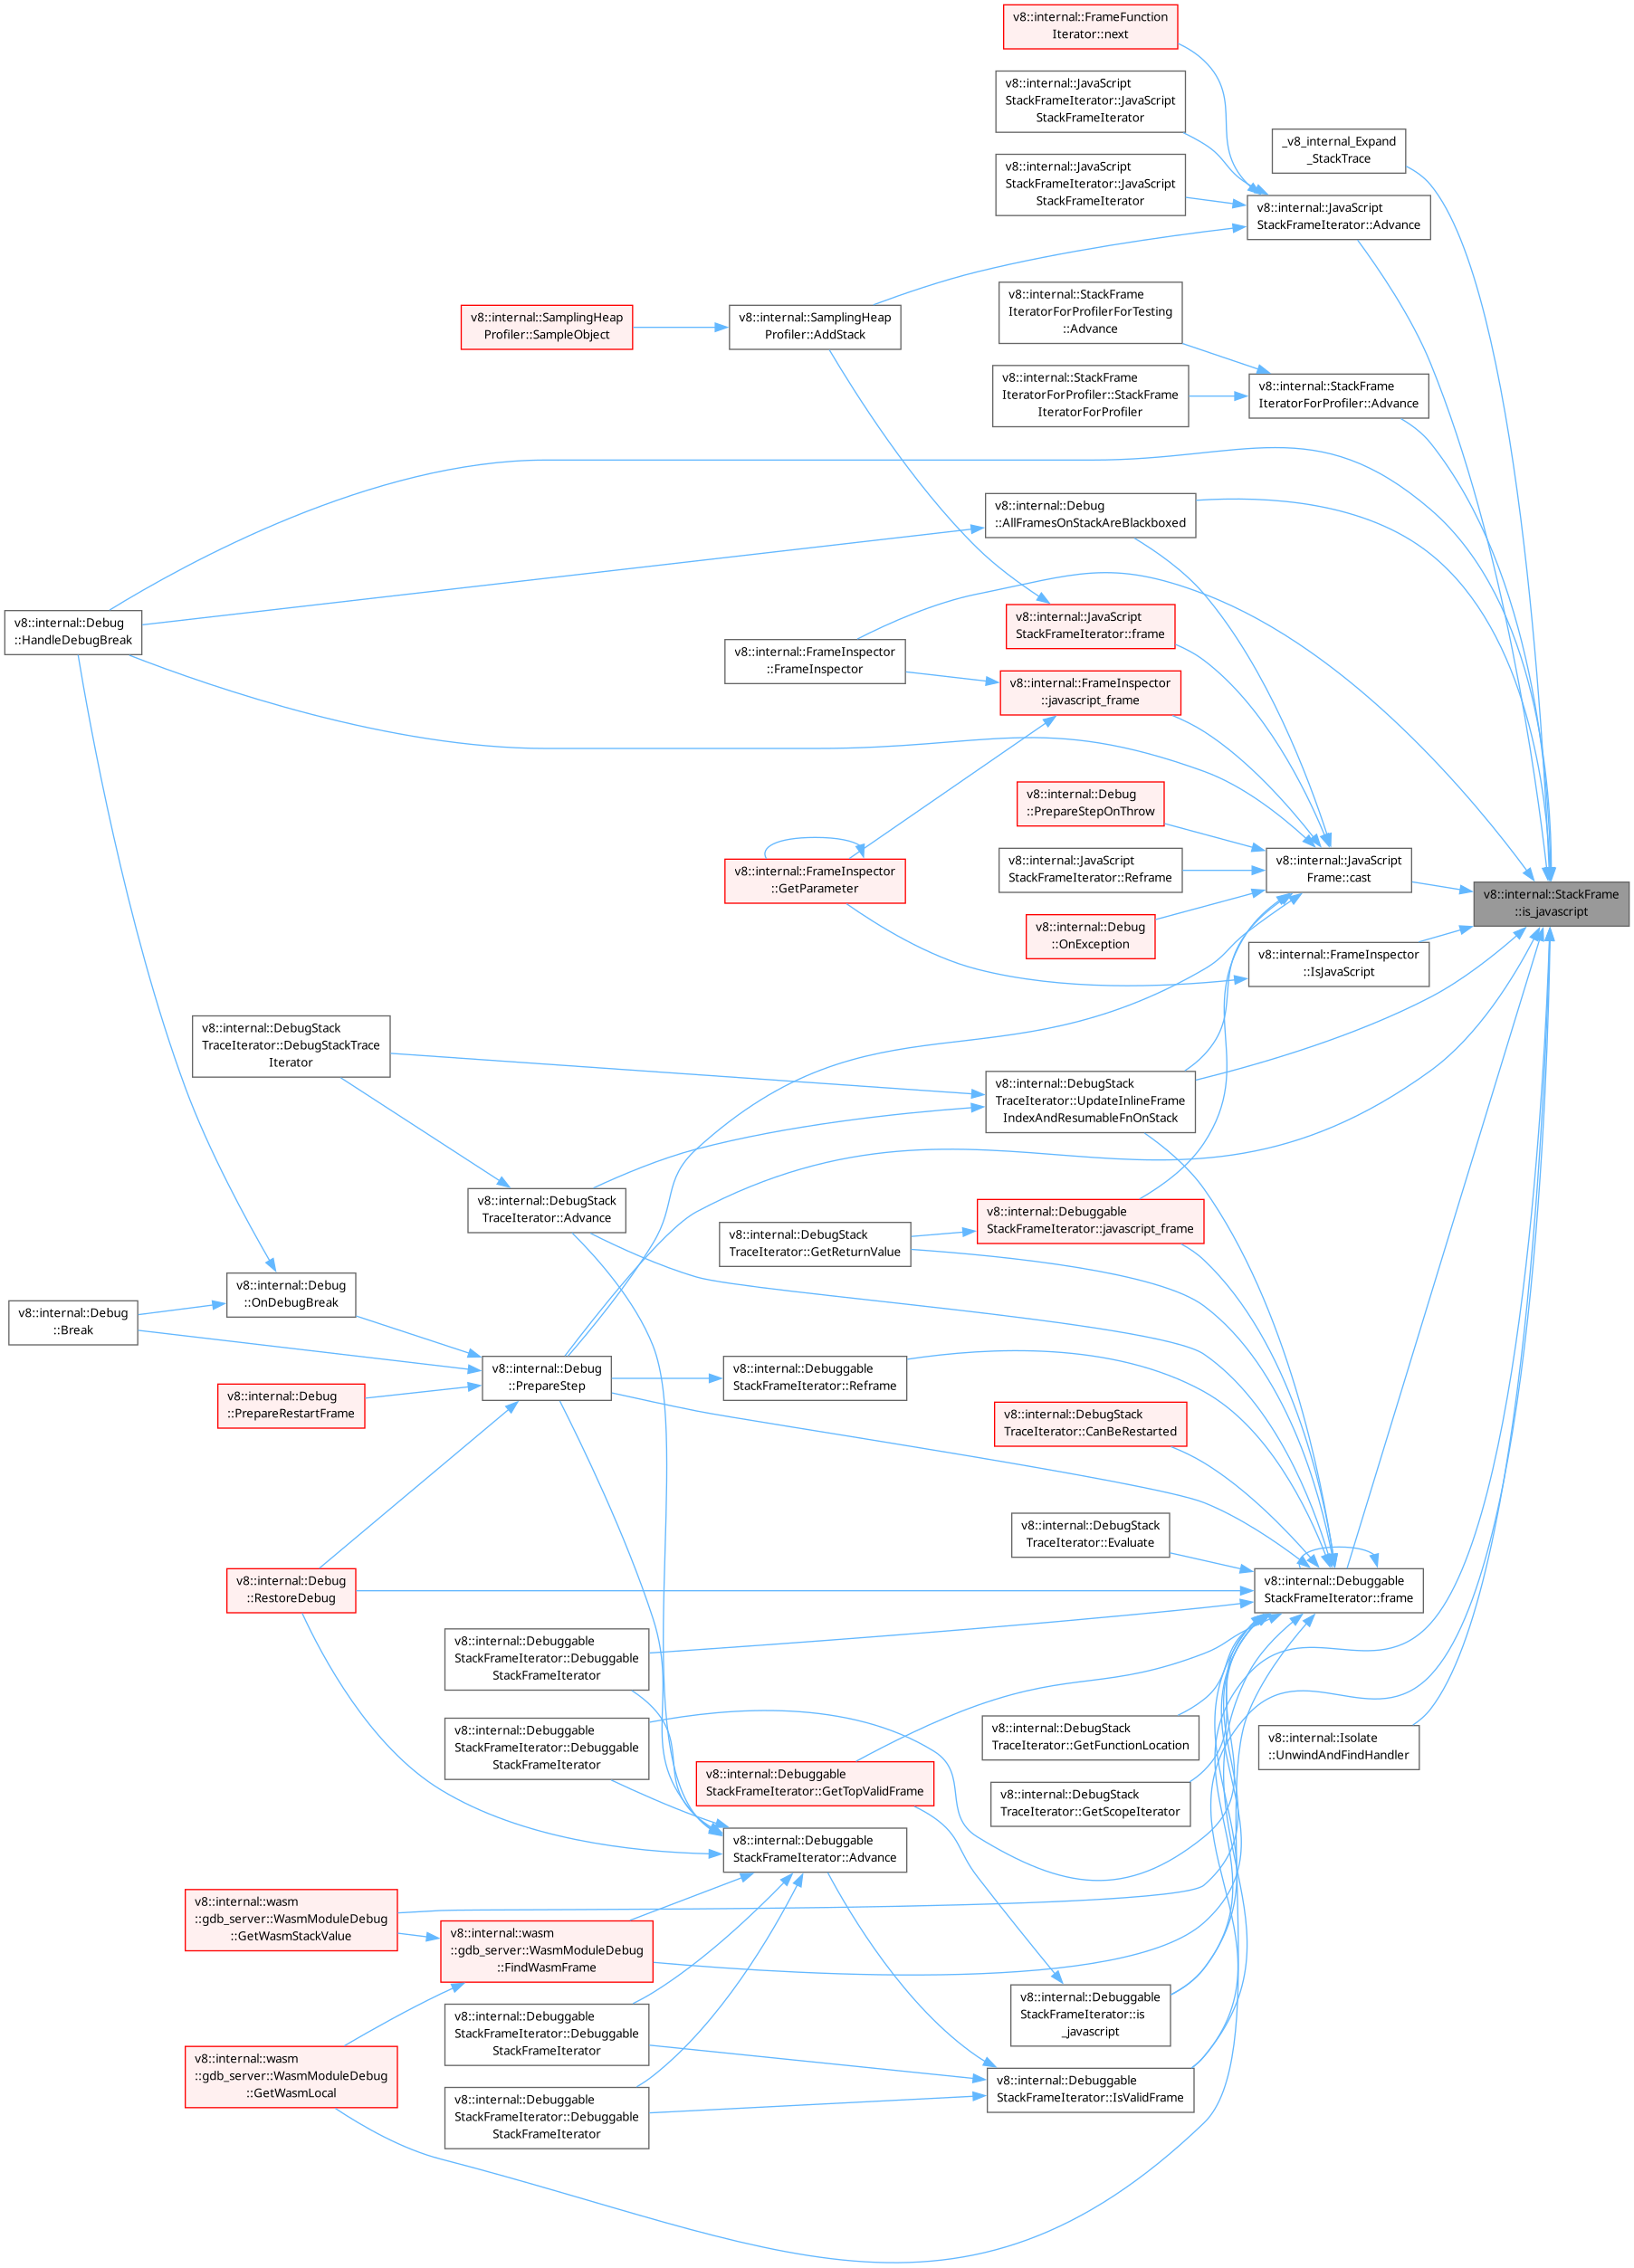 v8::internal::FrameFunction
Iterator::next
v8::internal::JavaScript
StackFrameIterator::JavaScript
StackFrameIterator
_v8_internal_Expand
_StackTrace
v8::internal::JavaScript
StackFrameIterator::JavaScript
StackFrameIterator
v8::internal::JavaScript
StackFrameIterator::Advance
v8::internal::StackFrame
IteratorForProfilerForTesting
::Advance
v8::internal::SamplingHeap
Profiler::SampleObject
v8::internal::SamplingHeap
Profiler::AddStack
v8::internal::StackFrame
IteratorForProfiler::StackFrame
IteratorForProfiler
v8::internal::StackFrame
IteratorForProfiler::Advance
v8::internal::Debug
::AllFramesOnStackAreBlackboxed
v8::internal::Debug
::HandleDebugBreak
v8::internal::JavaScript
StackFrameIterator::frame
v8::internal::FrameInspector
::FrameInspector
v8::internal::FrameInspector
::javascript_frame
v8::internal::Debug
::PrepareStepOnThrow
v8::internal::FrameInspector
::GetParameter
v8::internal::JavaScript
StackFrameIterator::Reframe
v8::internal::JavaScript
Frame::cast
v8::internal::StackFrame
::is_javascript
v8::internal::Debug
::OnException
v8::internal::FrameInspector
::IsJavaScript
v8::internal::DebugStack
TraceIterator::DebugStackTrace
Iterator
v8::internal::DebugStack
TraceIterator::UpdateInlineFrame
IndexAndResumableFnOnStack
v8::internal::DebugStack
TraceIterator::Advance
v8::internal::DebugStack
TraceIterator::GetReturnValue
v8::internal::Debuggable
StackFrameIterator::javascript_frame
v8::internal::Debug
::OnDebugBreak
v8::internal::Debug
::Break
v8::internal::Debug
::PrepareStep
v8::internal::Debuggable
StackFrameIterator::Reframe
v8::internal::Debug
::PrepareRestartFrame
v8::internal::DebugStack
TraceIterator::CanBeRestarted
v8::internal::DebugStack
TraceIterator::Evaluate
v8::internal::Debug
::RestoreDebug
v8::internal::Debuggable
StackFrameIterator::frame
v8::internal::Debuggable
StackFrameIterator::Debuggable
StackFrameIterator
v8::internal::Debuggable
StackFrameIterator::Debuggable
StackFrameIterator
v8::internal::DebugStack
TraceIterator::GetFunctionLocation
v8::internal::Isolate
::UnwindAndFindHandler
v8::internal::Debuggable
StackFrameIterator::GetTopValidFrame
v8::internal::DebugStack
TraceIterator::GetScopeIterator
v8::internal::Debuggable
StackFrameIterator::Advance
v8::internal::wasm
::gdb_server::WasmModuleDebug
::GetWasmStackValue
v8::internal::wasm
::gdb_server::WasmModuleDebug
::FindWasmFrame
v8::internal::Debuggable
StackFrameIterator::Debuggable
StackFrameIterator
v8::internal::Debuggable
StackFrameIterator::is
_javascript
v8::internal::wasm
::gdb_server::WasmModuleDebug
::GetWasmLocal
v8::internal::Debuggable
StackFrameIterator::IsValidFrame
v8::internal::Debuggable
StackFrameIterator::Debuggable
StackFrameIterator